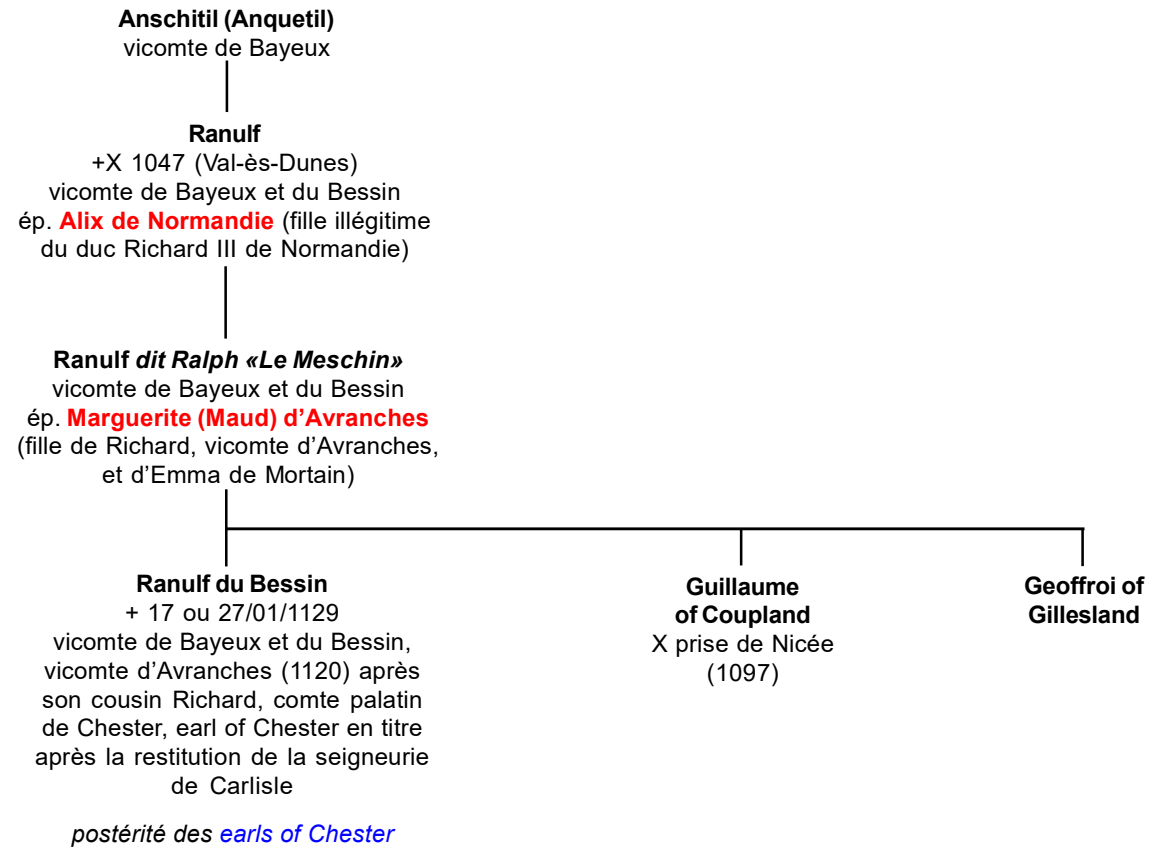 Anschitil (Anquetil)
vicomte de Bayeux
Ranulf
+X 1047 (Val-ès-Dunes)
vicomte de Bayeux et du Bessin
ép. Alix de Normandie (fille illégitime
du duc Richard III de Normandie)
Ranulf dit Ralph «Le Meschin»
vicomte de Bayeux et du Bessin
ép. Marguerite (Maud) d’Avranches
(fille de Richard, vicomte d’Avranches,
et d’Emma de Mortain)
Ranulf du Bessin
+ 17 ou 27/01/1129
vicomte de Bayeux et du Bessin,
vicomte d’Avranches (1120) après
son cousin Richard, comte palatin
de Chester, earl of Chester en titre
après la restitution de la seigneurie
de Carlisle
postérité des earls of Chester
Guillaume
of Coupland
X prise de Nicée
(1097)
Geoffroi of
Gillesland